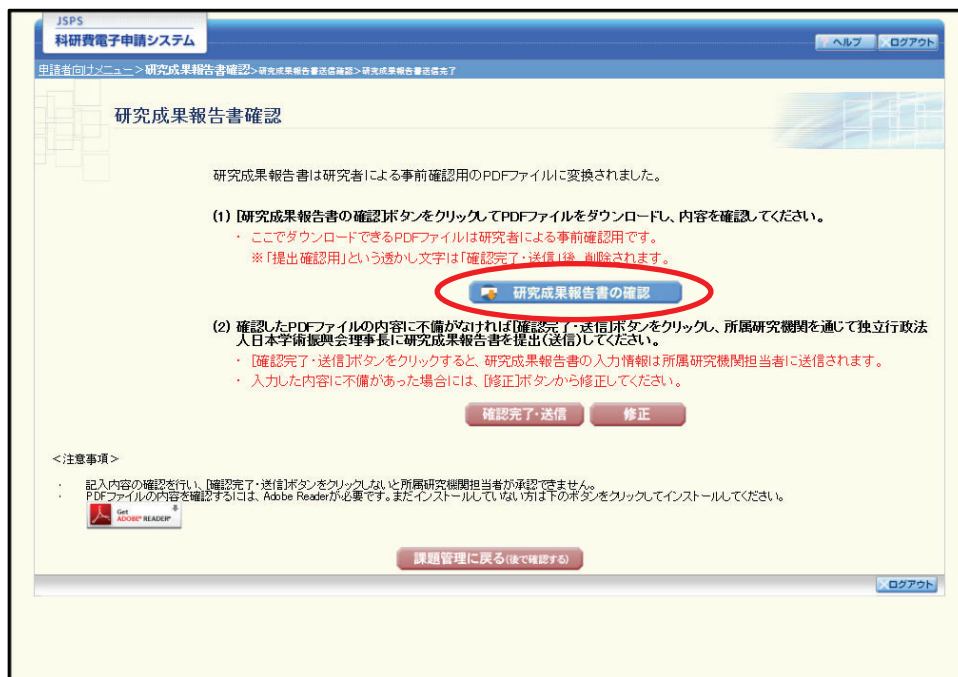 JSPS
科研費電子申請システム
ヘルプ
ログアウト
申請者向けメニュー>研究成果報告書確認>研究成果報告書送信確認>研究成果報告書送信完了
研究成果報告書確認
研究成果報告書は研究者による事前確認用のPDFファイルに変換されました。
(1) [研究成果報告書の確認]ボタンをクリックしてPDFファイルをダウンロードし、内容を確認してください。
・ ここでダウンロードできるPDFファイルは研究者による事前確認用です。
※「提出確認用」という透かし文字は「確認完了・送信」後、削除されます。
研究成果報告書の確認
(2) 確認したPDFファイルの内容に不備がなければ[確認完了・送信]ボタンをクリックし、所属研究機関を通じて独立行政法
人日本学術振興会理事長に研究成果報告書を提出(送信)してください。
・ [確認完了・送信]ボタンをクリックすると、研究成果報告書の入力情報は所属研究機関担当者に送信されます。
・ 入力した内容に不備があった場合には、[修正]ボタンから修正してください。
確認完了・送信
修正
<注意事項>
・ 記入内容の確認を行い、[確認完了・送信]ボタンをクリックしないと所属研究機関担当者が承認できません。
・ PDFファイルの内容を確認するには、Adobe Readerが必要です。まだインストールしていない方は下のボタンをクリックしてインストールしてください。
Get
ADOBE® READER®
課題管理に戻る(後で確認する)
ログアウト